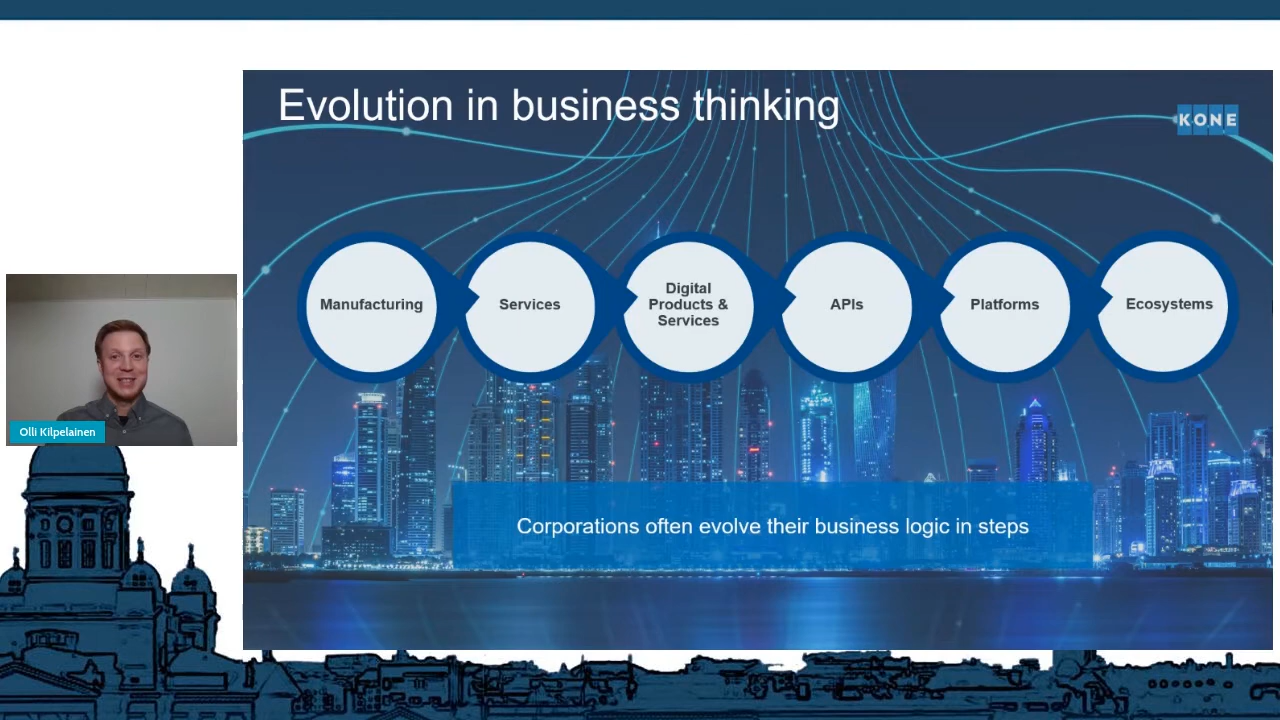 Evolution in business thinking
KONE
Manufacturing
Services
Digital
Products &
Services
APIs
Platforms
Ecosystems
Olli Kilpelainen
Corporations often evolve their business logic in steps